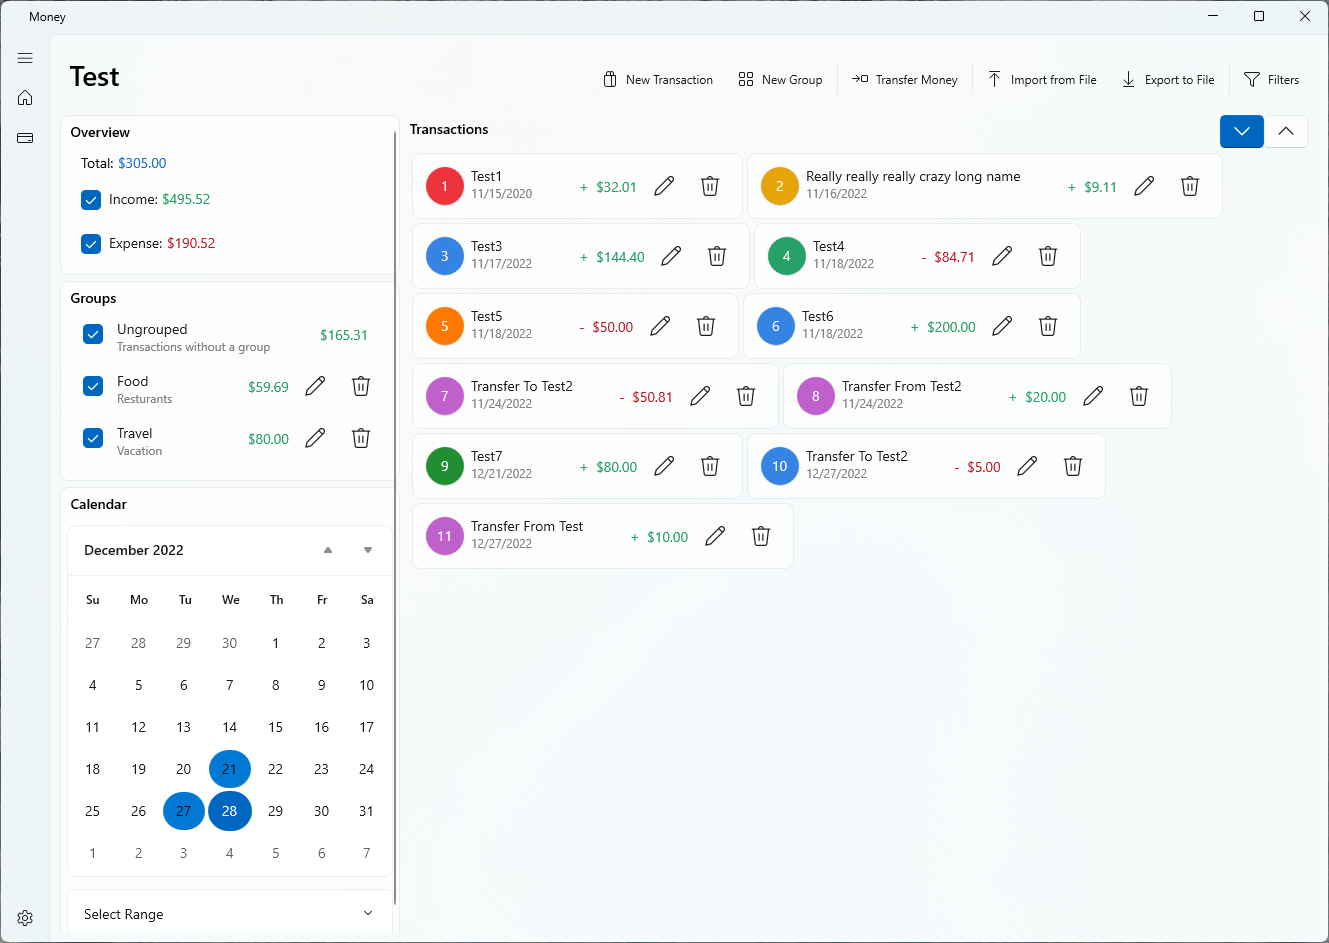 Money
Test
New Transaction
New Group
Transfer Money
Import from File
Export to File
Filters
Overview
Total: $305.00
Income: $495.52
Expense: $190.52
Groups
Ungrouped
Transactions without a group
$165.31
Food
Resturants
$59.69
Travel
Vacation
$80.00
Calendar
December 2022
Su Mo Tu We Th Fr Sa
27 28 29 30 1 2 3
4 5 6 7 8 9 10
11 12 13 14 15 16 17
18 19 20 21 22 23 24
25 26 27 28 29 30 31
1 2 3 4 5 6 7
Select Range
Transactions
1
Test1
11/15/2020
+ $32.01
2
Really really really crazy long name
11/16/2022
+ $9.11
3
Test3
11/17/2022
+ $144.40
4
Test4
11/18/2022
- $84.71
5
Test5
11/18/2022
- $50.00
6
Test6
11/18/2022
+ $200.00
7
Transfer To Test2
11/24/2022
- $50.81
8
Transfer From Test2
11/24/2022
+ $20.00
9
Test7
12/21/2022
+ $80.00
10
Transfer To Test2
12/27/2022
- $5.00
11
Transfer From Test
12/27/2022
+ $10.00